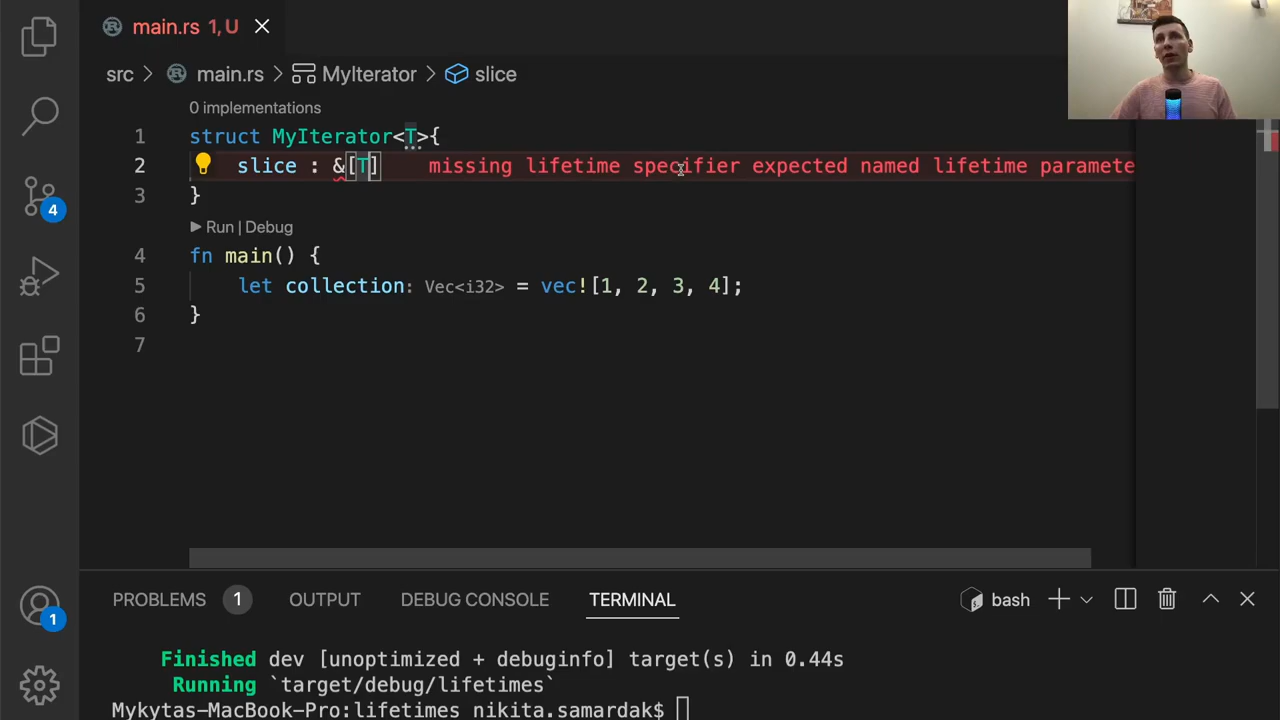 main.rs 1, U
src > main.rs > MyIterator > slice
0 implementations
1 struct MyIterator<T>{
2 slice : &[T] missing lifetime specifier expected named lifetime paramete
3 }
Run | Debug
4 fn main() {
5 let collection: Vec<i32> = vec![1, 2, 3, 4];
6 }
7
4
1
PROBLEMS 1 OUTPUT DEBUG CONSOLE TERMINAL bash
Finished dev [unoptimized + debuginfo] target(s) in 0.44s
Running `target/debug/lifetimes`
Mykytas-MacBook-Pro:lifetimes nikita.samardak$